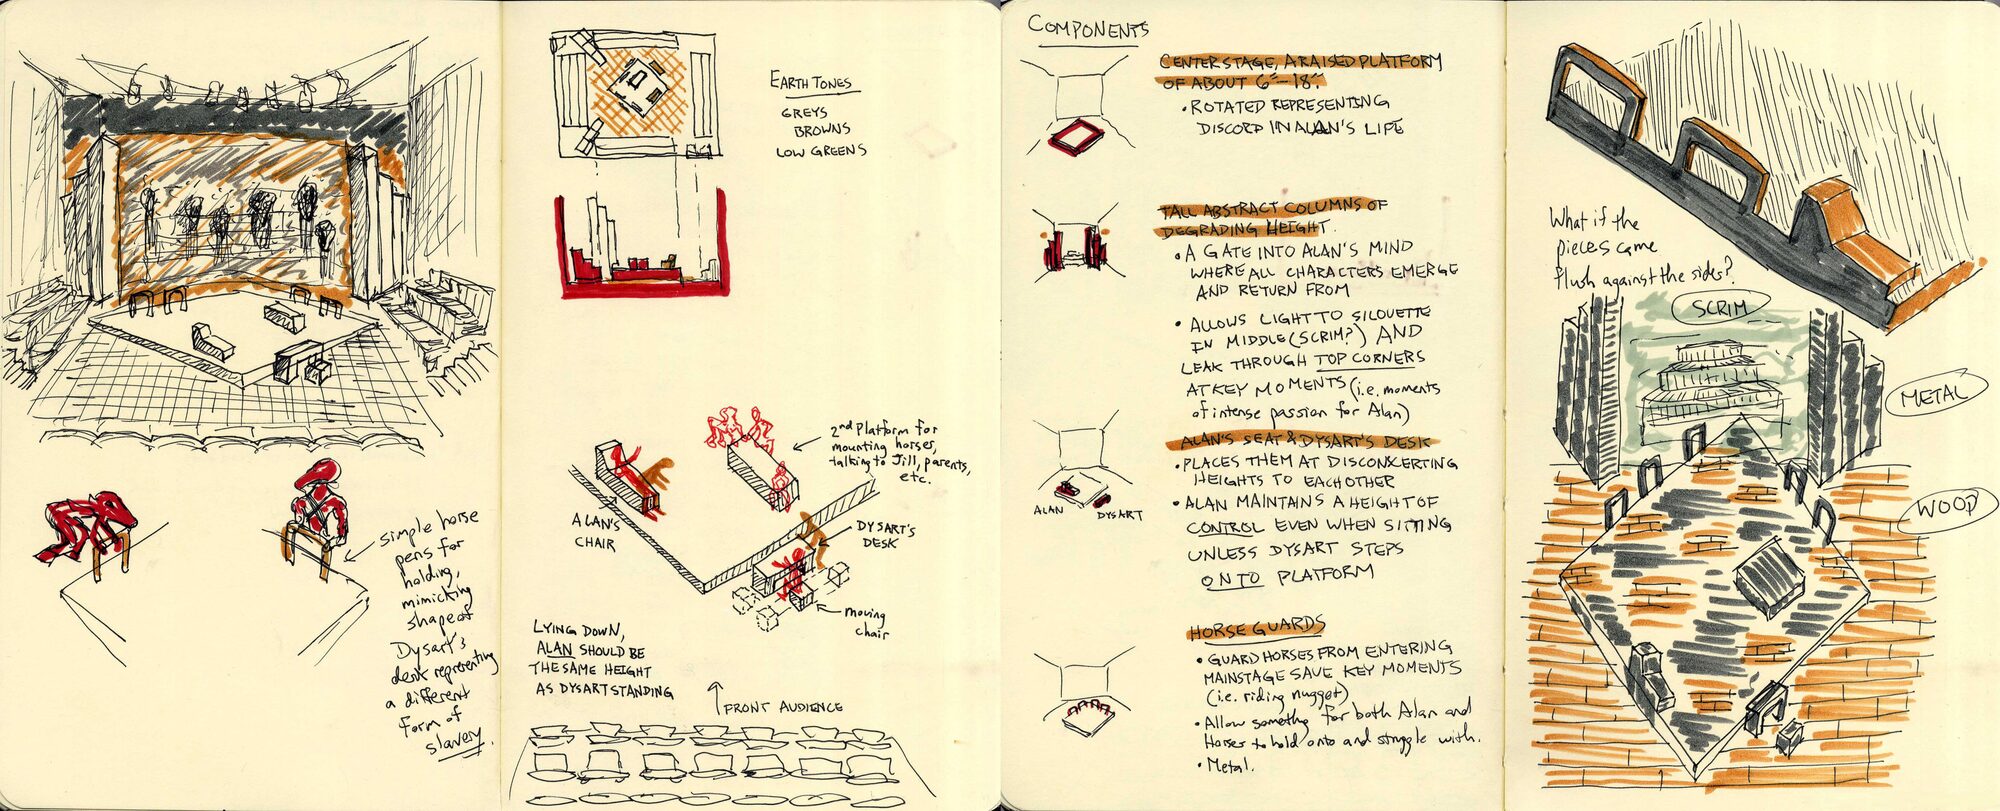 simple horse
pens for
holding,
mimicking
shape of
Dysart's
desk representing
a different
form of
slavery.
EARTH TONES
GREYS
BROWNS
LOW GREENS
2nd Platform for
mounting horses,
talking to Jill, parents,
etc.
ALAN'S
CHAIR
DYSART'S
DESK
moving
chair
LYING DOWN,
ALAN SHOULD BE
THE SAME HEIGHT
AS DYSART STANDING
FRONT AUDIENCE
COMPONENTS
CENTER STAGE, A RAISED PLATFORM
OF ABOUT 6"-18"
• ROTATED REPRESENTING
DISCORD IN ALAN'S LIFE
TALL ABSTRACT COLUMNS OF
DEGRADING HEIGHT.
• A GATE INTO ALAN'S MIND
WHERE ALL CHARACTERS EMERGE
AND RETURN FROM
• ALLOWS LIGHT TO SILOUETTE
IN MIDDLE (SCRIM?) AND
LEAK THROUGH TOP CORNERS
AT KEY MOMENTS (i.e. moments
of intense passion for Alan)
ALAN'S SEAT & DYSART'S DESK
• PLACES THEM AT DISCONCERTING
HEIGHTS TO EACHOTHER
• ALAN MAINTAINS A HEIGHT OF
CONTROL EVEN WHEN SITTING
UNLESS DYSART STEPS
ONTO PLATFORM
ALAN
DYSART
HORSE GUARDS
• GUARD HORSES FROM ENTERING
MAINSTAGE SAVE KEY MOMENTS
(i.e. riding nugget)
• Allow something for both Alan and
Horses to hold onto and struggle with.
• Metal.
What if the
pieces came
flush against the sides?
SCRIM
METAL
WOOD